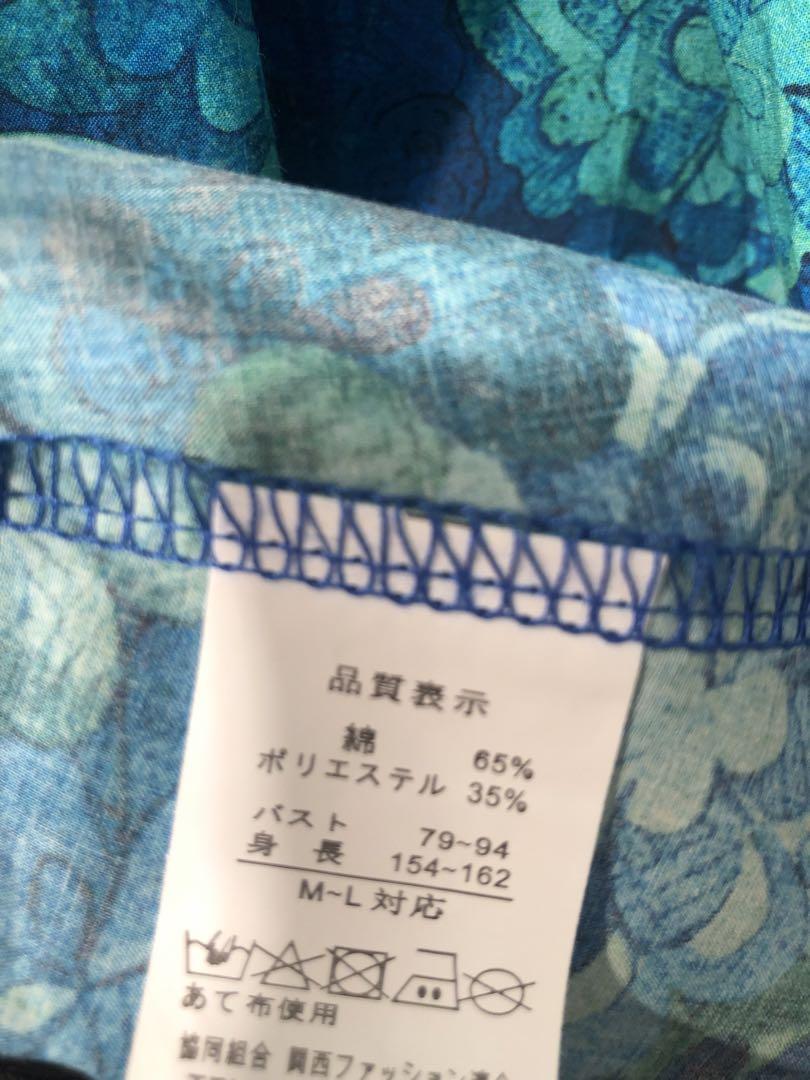 品質表示
綿 65%
ポリエステル 35%
バスト 79~94
身長 154~162
M~L対応
あて布使用
協同組合 関西ファッション連合